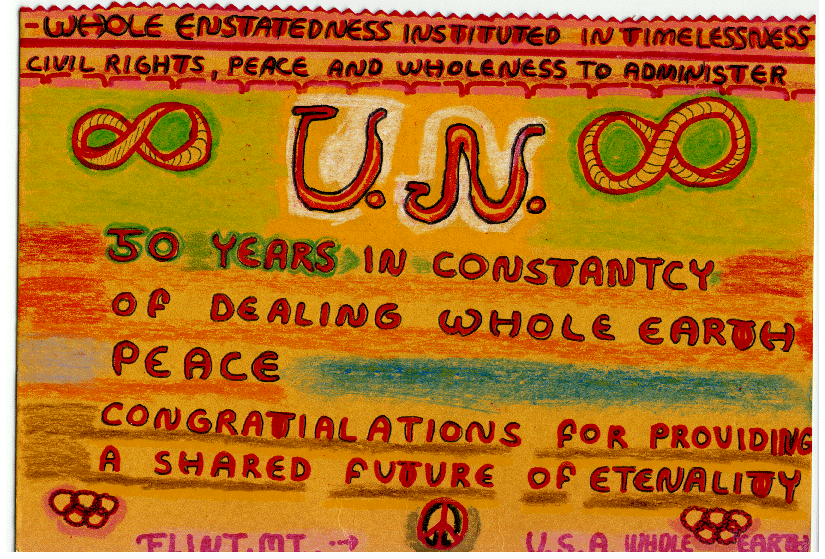 - WHOLE ENSTATEDNESS INSTITUTED IN TIMELESSNESS-
CIVIL RIGHTS, PEACE AND WHOLENESS TO ADMINISTER
U.N.
50 YEARS IN CONSTANTCY
OF DEALING WHOLE EARTH
PEACE
CONGRATIALATIONS FOR PROVIDING
A SHARED FUTURE OF ETENALITY
FLINT.MT. --> U.S.A. WHOLE EARTH